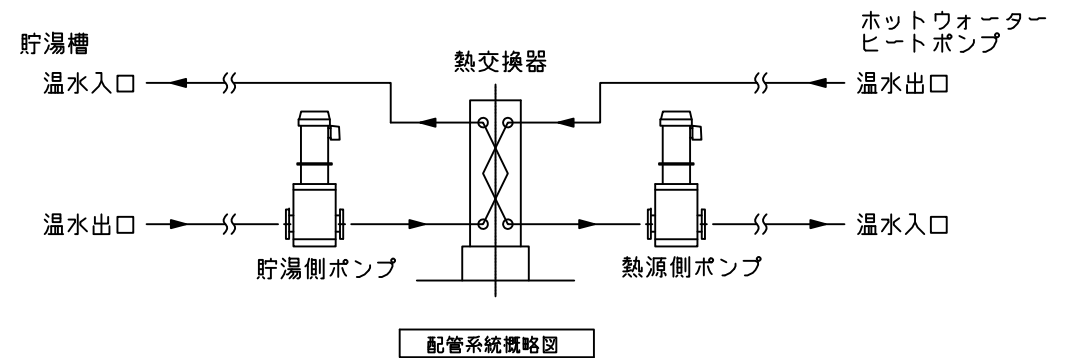 ホットウォーター
ヒートポンプ
貯湯槽
熱交換器
温水入口
温水出口
温水出口
温水入口
貯湯側ポンプ
熱源側ポンプ
配管系統概略図